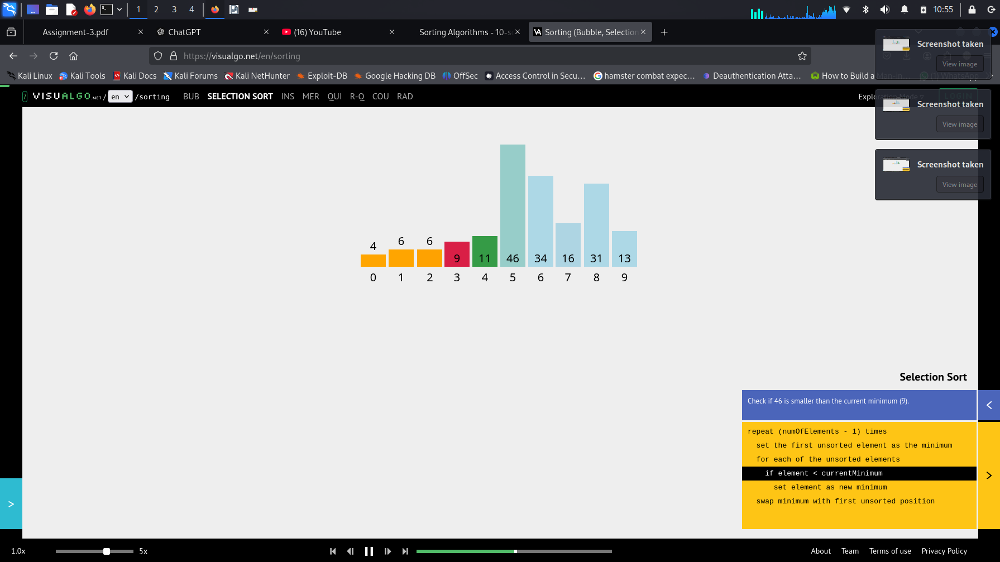 1 2 3 4 10:55
Assignment-3.pdf ChatGPT (16) YouTube Sorting Algorithms - 10-s Sorting (Bubble, Selection
https://visualgo.net/en/sorting
Kali Linux Kali Tools Kali Docs Kali Forums Kali NetHunter Exploit-DB Google Hacking DB OffSec Access Control in Secu… hamster combat expec… Deauthentication Atta… How to Build a Man-in… (1) WhatsApp
Screenshot taken
View image
7 VISUALGO.NET / en /sorting BUB SELECTION SORT INS MER QUI R-Q COU RAD Exploration Mode LOGIN
Screenshot taken
View image
Screenshot taken
View image
4 6 6 9 11 46 34 16 31 13
0 1 2 3 4 5 6 7 8 9
Selection Sort
Check if 46 is smaller than the current minimum (9).
repeat (numOfElements - 1) times
set the first unsorted element as the minimum
for each of the unsorted elements
if element < currentMinimum
set element as new minimum
swap minimum with first unsorted position
1.0x 5x About Team Terms of use Privacy Policy